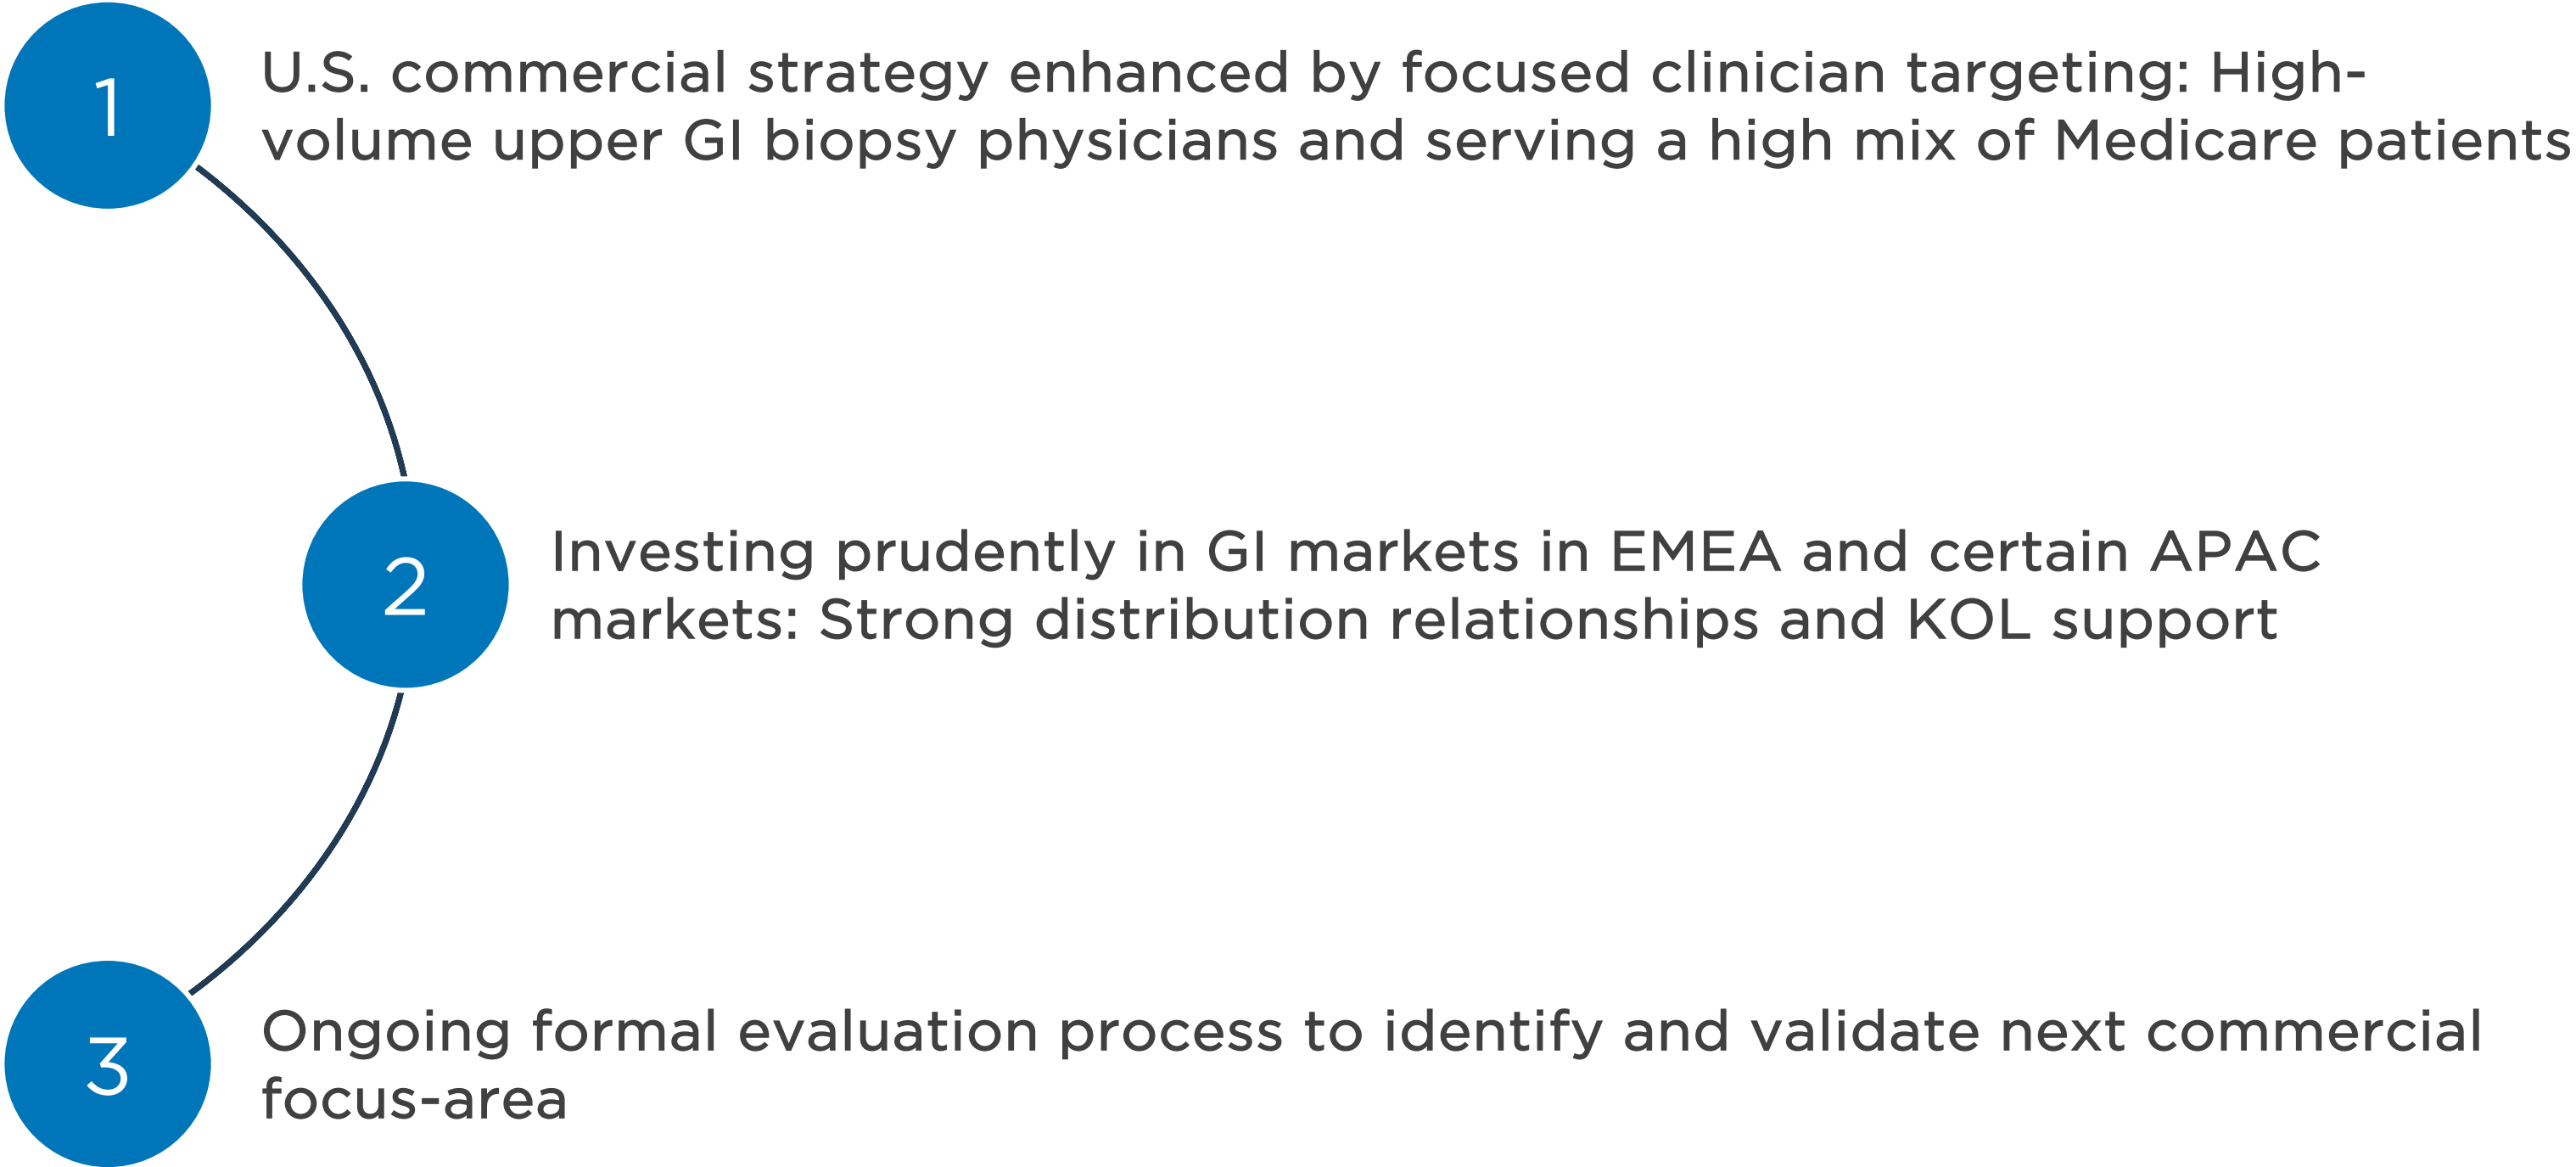 1
U.S. commercial strategy enhanced by focused clinician targeting: High-
volume upper GI biopsy physicians and serving a high mix of Medicare patients
2
Investing prudently in GI markets in EMEA and certain APAC
markets: Strong distribution relationships and KOL support
3
Ongoing formal evaluation process to identify and validate next commercial
focus-area